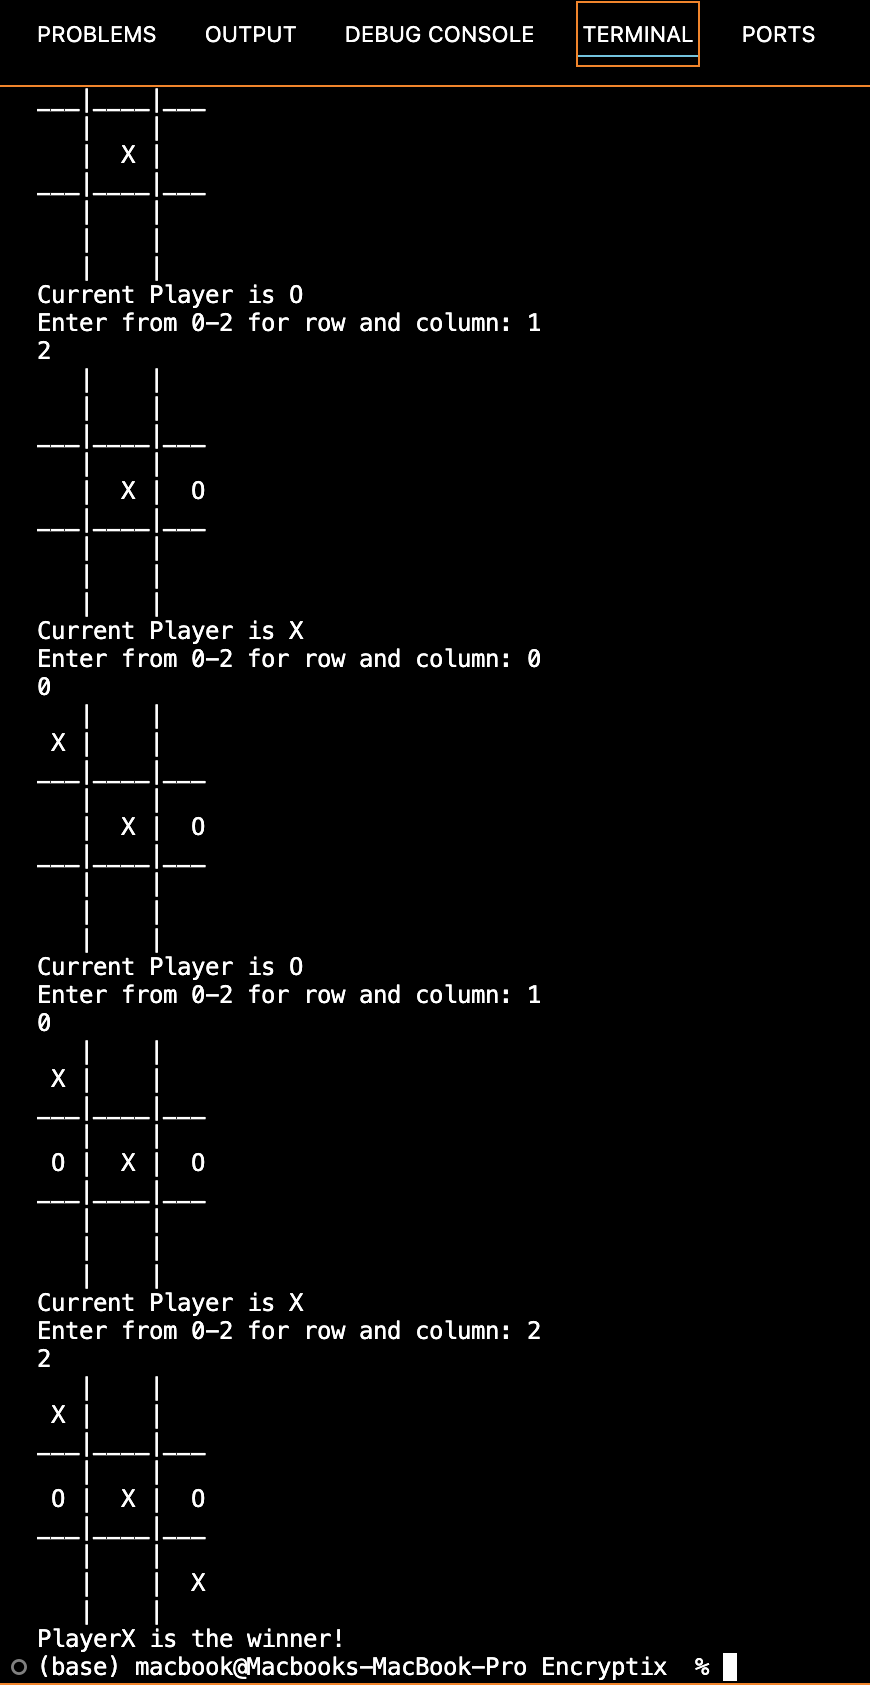 PROBLEMS OUTPUT DEBUG CONSOLE TERMINAL PORTS
___|____|___
   |    |
   |  X |
___|____|___
   |    |
   |    |
   |    |
Current Player is O
Enter from 0-2 for row and column: 1
2
   |    |
   |    |
___|____|___
   |    |
   |  X |  O
___|____|___
   |    |
   |    |
   |    |
Current Player is X
Enter from 0-2 for row and column: 0
0
   |    |
 X |    |
___|____|___
   |    |
   |  X |  O
___|____|___
   |    |
   |    |
   |    |
Current Player is O
Enter from 0-2 for row and column: 1
0
   |    |
 X |    |
___|____|___
   |    |
 O |  X |  O
___|____|___
   |    |
   |    |
   |    |
Current Player is X
Enter from 0-2 for row and column: 2
2
   |    |
 X |    |
___|____|___
   |    |
 O |  X |  O
___|____|___
   |    |
   |    |  X
   |    |
PlayerX is the winner!
(base) macbook@Macbooks-MacBook-Pro Encryptix  %